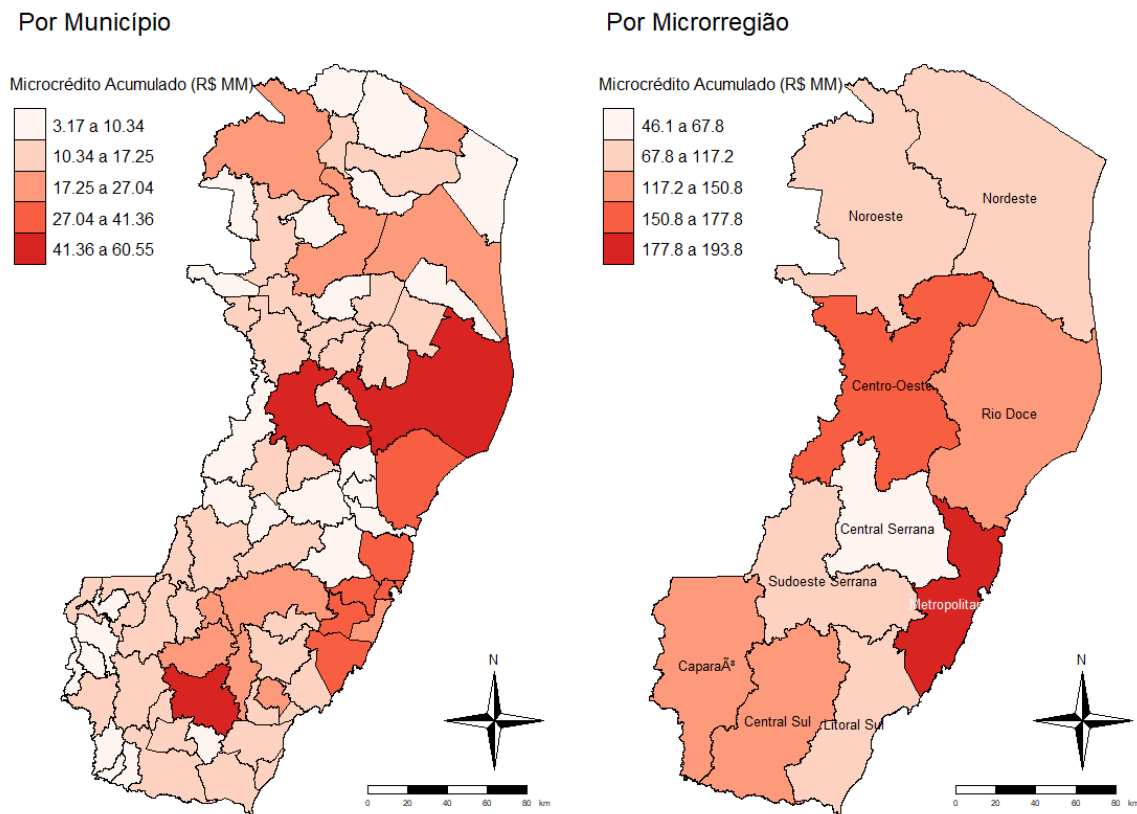 Por Município
Microcrédito Acumulado (R$ MM)
3.17 a 10.34
10.34 a 17.25
17.25 a 27.04
27.04 a 41.36
41.36 a 60.55
N
0 20 40 60 80 km
Por Microrregião
Microcrédito Acumulado (R$ MM)
46.1 a 67.8
67.8 a 117.2
117.2 a 150.8
150.8 a 177.8
177.8 a 193.8
Nordeste
Noroeste
Centro-Oeste
Rio Doce
Central Serrana
Sudoeste Serrana
Metropolita
CaparaÃª
Central Sul
Litoral Sul
N
0 20 40 60 80 km